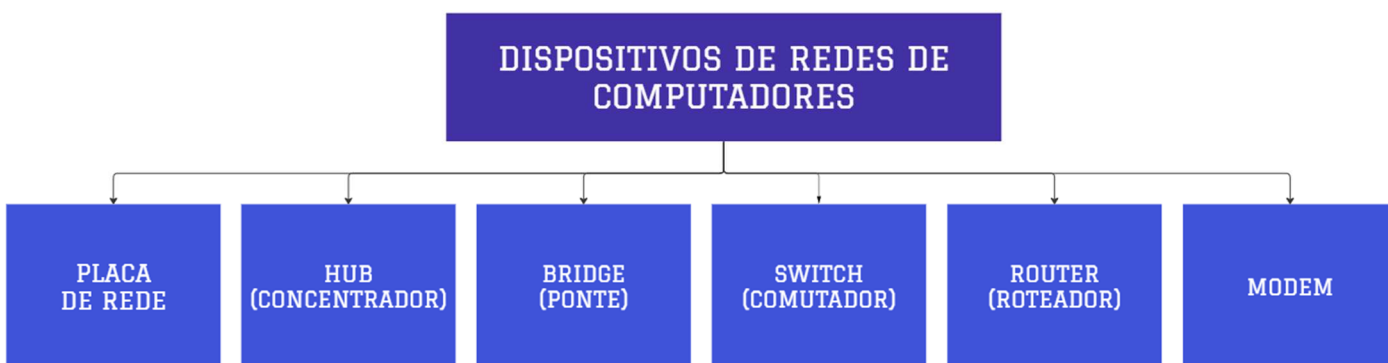 DISPOSITIVOS DE REDES DE
COMPUTADORES
PLACA
DE REDE
HUB
(CONCENTRADOR)
BRIDGE
(PONTE)
SWITCH
(COMUTADOR)
ROUTER
(ROTEADOR)
MODEM